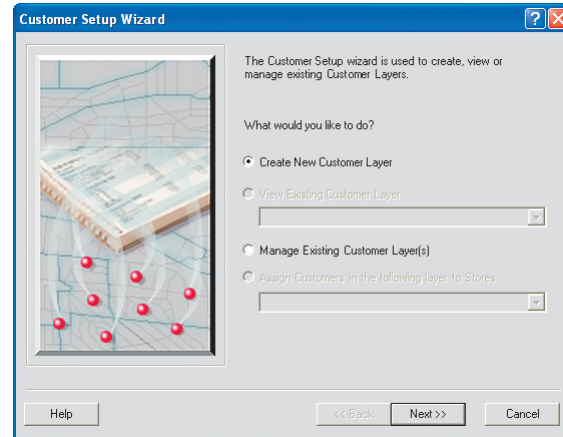 Customer Setup Wizard
The Customer Setup wizard is used to create, view or
manage existing Customer Layers.
What would you like to do?
Create New Customer Layer
View Existing Customer Layer
Manage Existing Customer Layer(s)
Assign Customers in the following layer to Stores
Help
<< Back
Next >>
Cancel